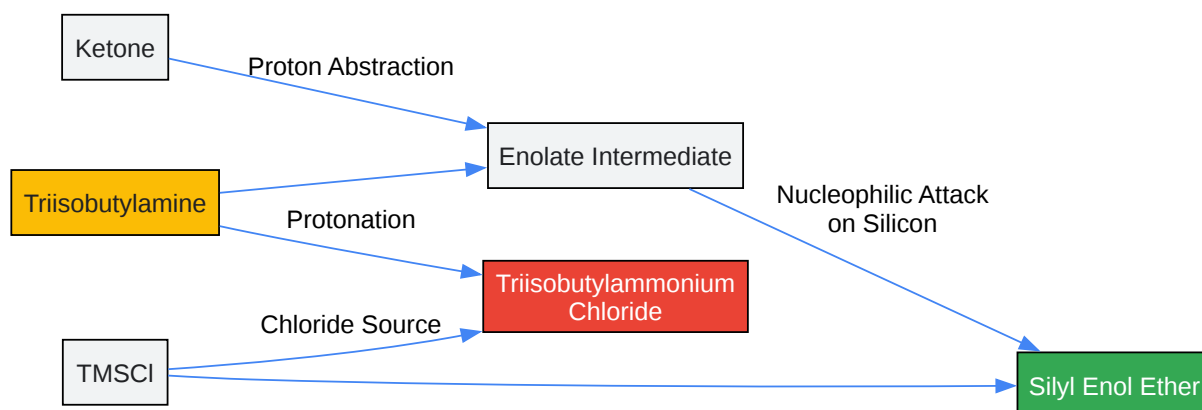 Ketone
Proton Abstraction
Enolate Intermediate
Triisobutylamine
Nucleophilic Attack
on Silicon
Protonation
Triisobutylammonium
Chloride
Chloride Source
TMSCl
Silyl Enol Ether